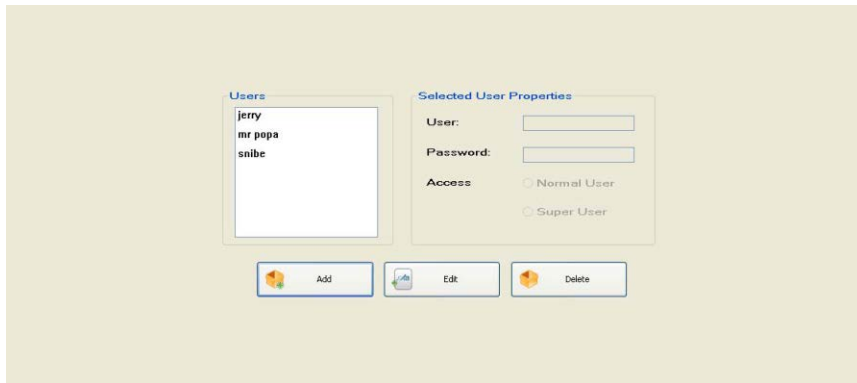 Users
jerry
mr popa
snibe
Selected User Properties
User:
Password:
Access
Normal User
Super User
Add
Edit
Delete